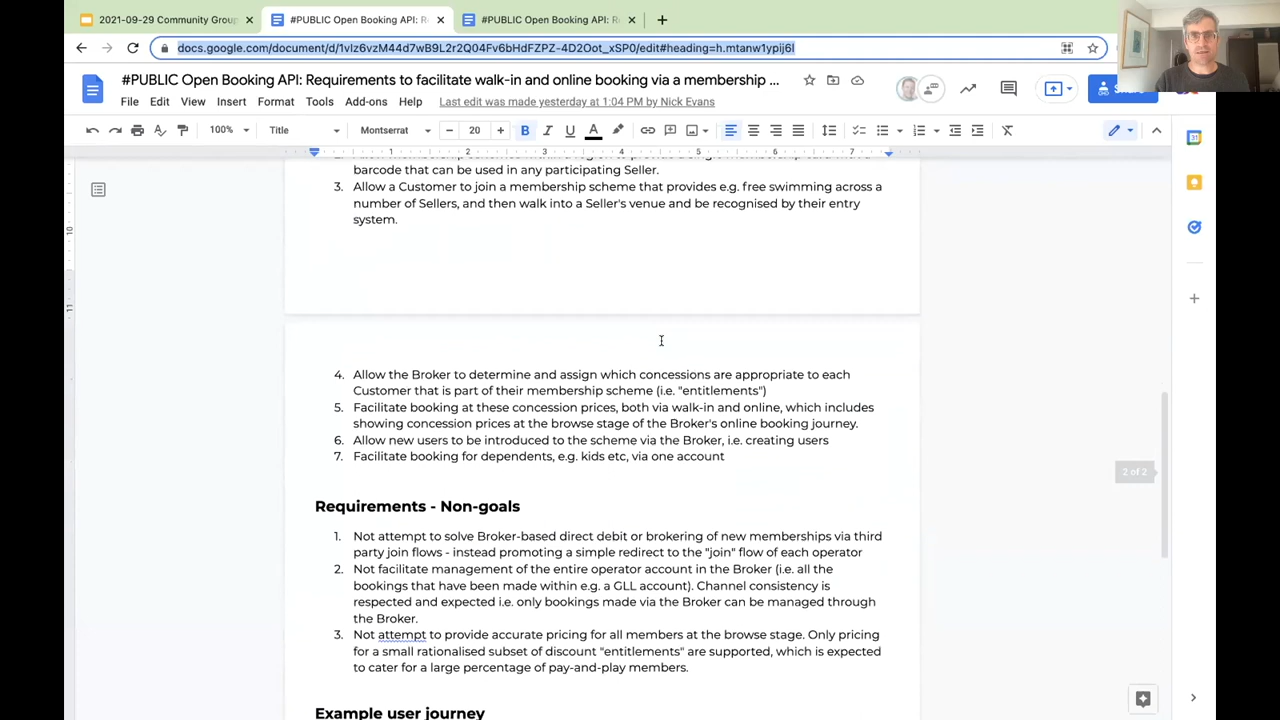 2021-09-29 Community Group
#PUBLIC Open Booking API: R
#PUBLIC Open Booking API: R
docs.google.com/document/d/1vIz6vzM44d7wB9L2r2Q04Fv6bHdFZPZ-4D2Oot_xSP0/edit#heading=h.mtanw1ypij6l
#PUBLIC Open Booking API: Requirements to facilitate walk-in and online booking via a membership ...
File Edit View Insert Format Tools Add-ons Help Last edit was made yesterday at 1:04 PM by Nick Evans
100% Title Montserrat 20 B I U A
1 2 3 4 5 6 7
barcode that can be used in any participating Seller.
3. Allow a Customer to join a membership scheme that provides e.g. free swimming across a
number of Sellers, and then walk into a Seller's venue and be recognised by their entry
system.
10
11
4. Allow the Broker to determine and assign which concessions are appropriate to each
Customer that is part of their membership scheme (i.e. "entitlements")
5. Facilitate booking at these concession prices, both via walk-in and online, which includes
showing concession prices at the browse stage of the Broker's online booking journey.
6. Allow new users to be introduced to the scheme via the Broker, i.e. creating users
7. Facilitate booking for dependents, e.g. kids etc, via one account
2 of 2
Requirements - Non-goals
1. Not attempt to solve Broker-based direct debit or brokering of new memberships via third
party join flows - instead promoting a simple redirect to the "join" flow of each operator
2. Not facilitate management of the entire operator account in the Broker (i.e. all the
bookings that have been made within e.g. a GLL account). Channel consistency is
respected and expected i.e. only bookings made via the Broker can be managed through
the Broker.
3. Not attempt to provide accurate pricing for all members at the browse stage. Only pricing
for a small rationalised subset of discount "entitlements" are supported, which is expected
to cater for a large percentage of pay-and-play members.
Example user journey